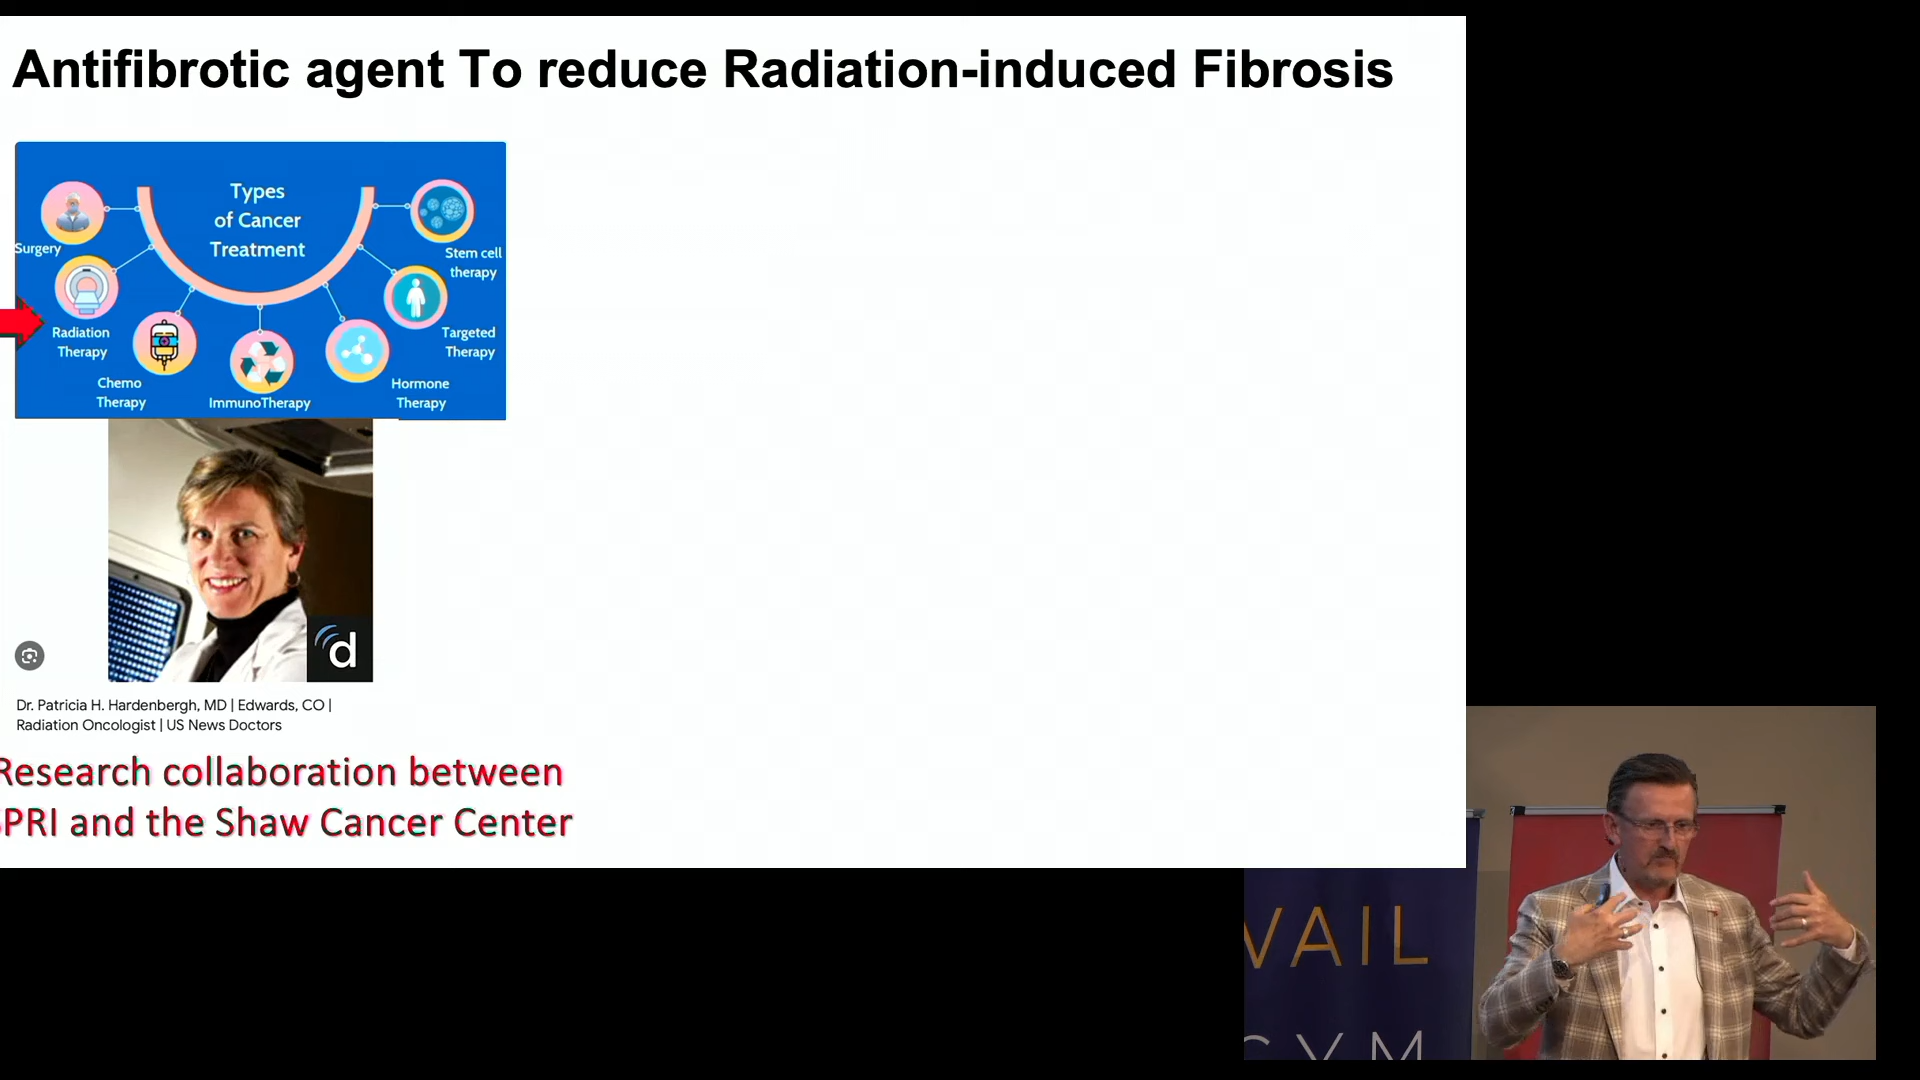 Antifibrotic agent To reduce Radiation-induced Fibrosis
Types
of Cancer
Treatment
Surgery
Radiation
Therapy
Chemo
Therapy
ImmunoTherapy
Hormone
Therapy
Targeted
Therapy
Stem cell
therapy
d
Dr. Patricia H. Hardenbergh, MD | Edwards, CO |
Radiation Oncologist | US News Doctors
Research collaboration between
SPRI and the Shaw Cancer Center
VAIL
SYM